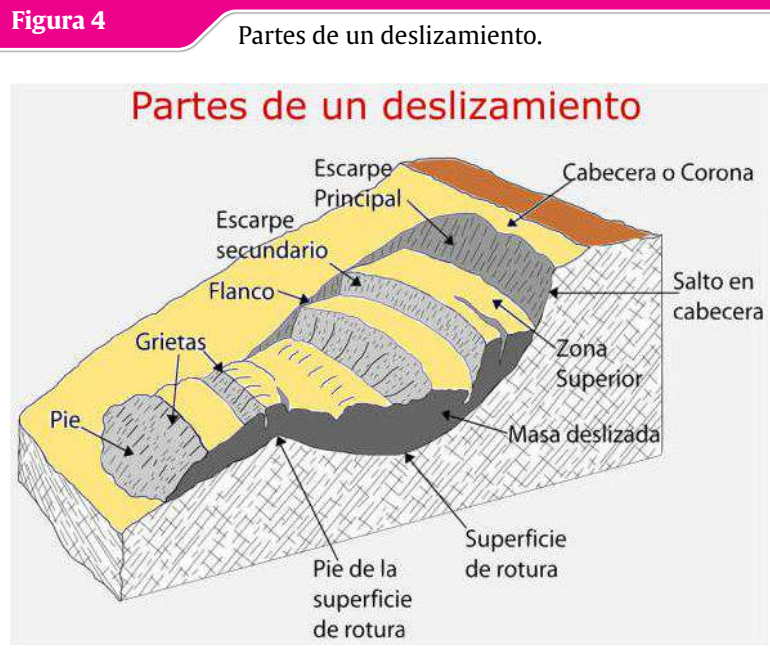 Figura 4
Partes de un deslizamiento.
Partes de un deslizamiento
Escarpe
Principal
Cabecera o Corona
Escarpe
secundario
Flanco
Salto en
cabecera
Grietas
Zona
Superior
Pie
Masa deslizada
Superficie
de rotura
Pie de la
superficie
de rotura